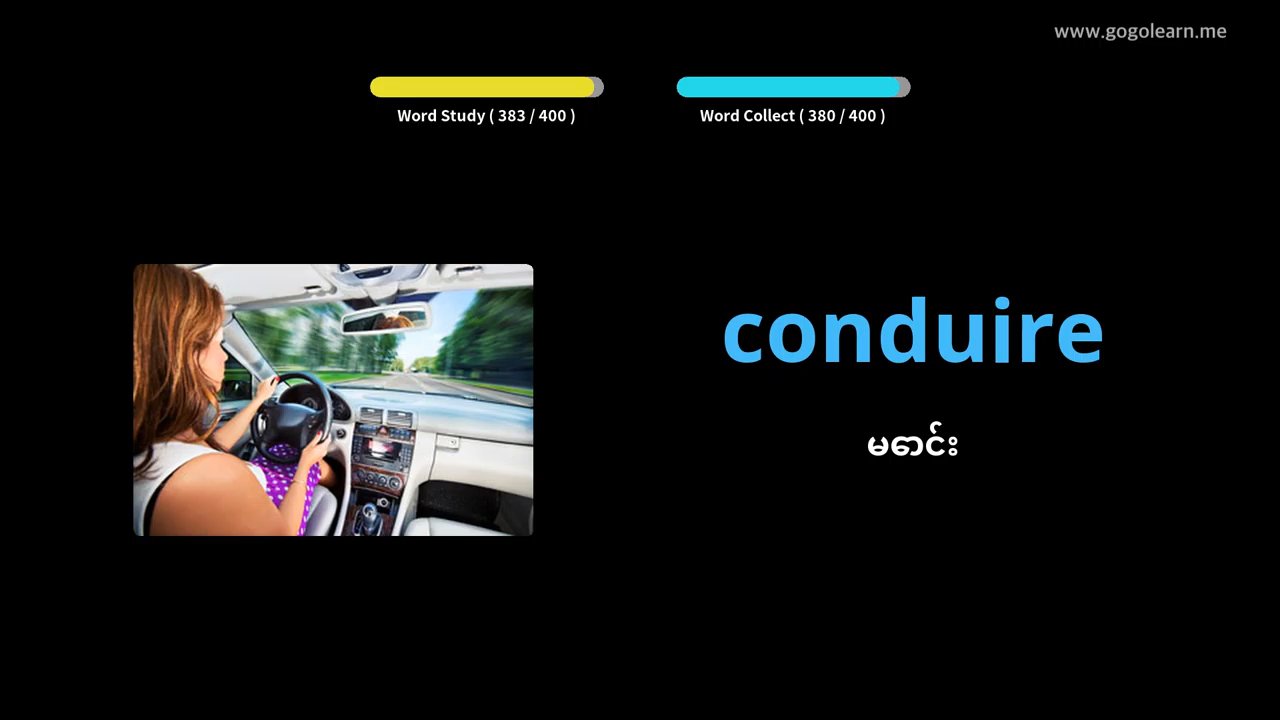 www.gogolearn.me
Word Study ( 383 / 400 )
Word Collect ( 380 / 400 )
conduire
မောင်း